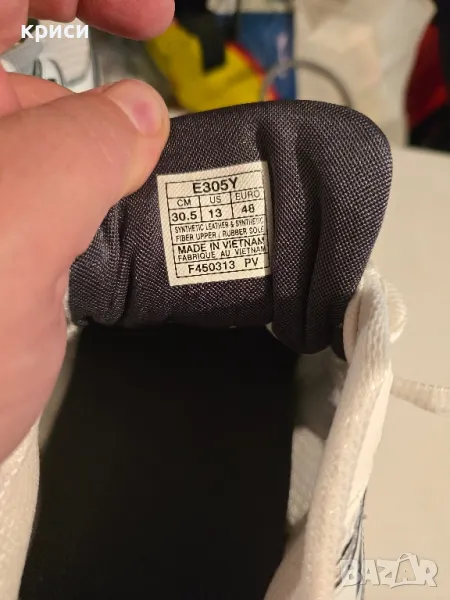 криси
E305Y
CM US EURO
30.5 13 48
SYNTHETIC LEATHER & SYNTHETIC
FIBER UPPER / RUBBER SOLE
MADE IN VIETNAM
FABRIQUE AU VIETNAM
F450313 PV
BAZAR